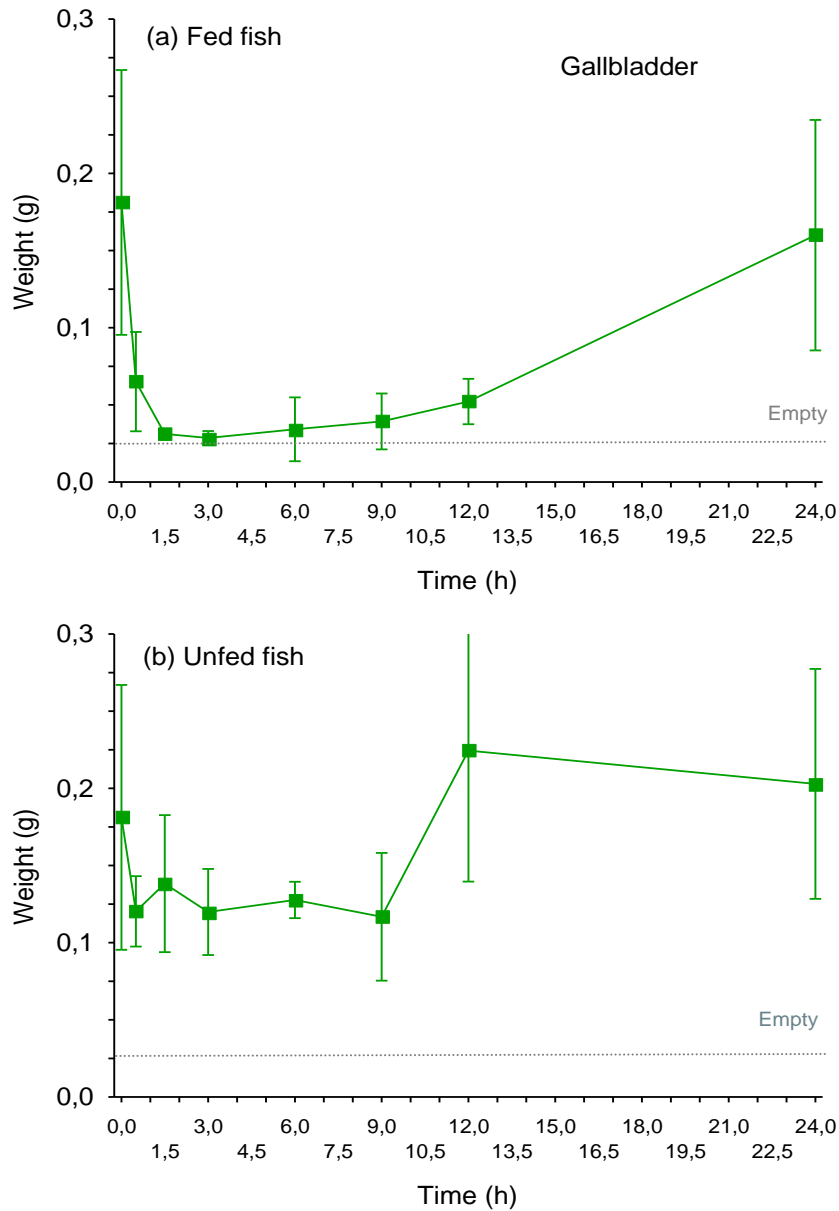 0,3
(a) Fed fish
Gallbladder
0,2
Weight (g)
0,1
Empty
0,0
0,0 3,0 6,0 9,0 12,0 15,0 18,0 21,0 24,0
1,5 4,5 7,5 10,5 13,5 16,5 19,5 22,5
Time (h)
0,3
(b) Unfed fish
0,2
Weight (g)
0,1
Empty
0,0
0,0 3,0 6,0 9,0 12,0 15,0 18,0 21,0 24,0
1,5 4,5 7,5 10,5 13,5 16,5 19,5 22,5
Time (h)